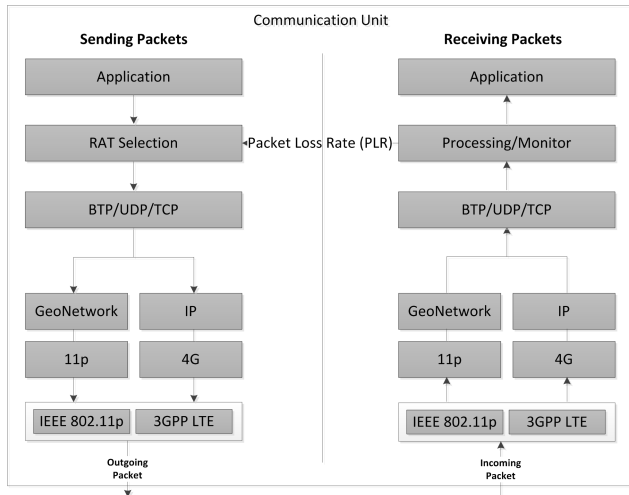 Communication Unit
Sending Packets
Application
RAT Selection
BTP/UDP/TCP
GeoNetwork
IP
11p
4G
IEEE 802.11p
3GPP LTE
Outgoing
Packet
Packet Loss Rate (PLR)
Receiving Packets
Application
Processing/Monitor
BTP/UDP/TCP
GeoNetwork
IP
11p
4G
IEEE 802.11p
3GPP LTE
Incoming
Packet